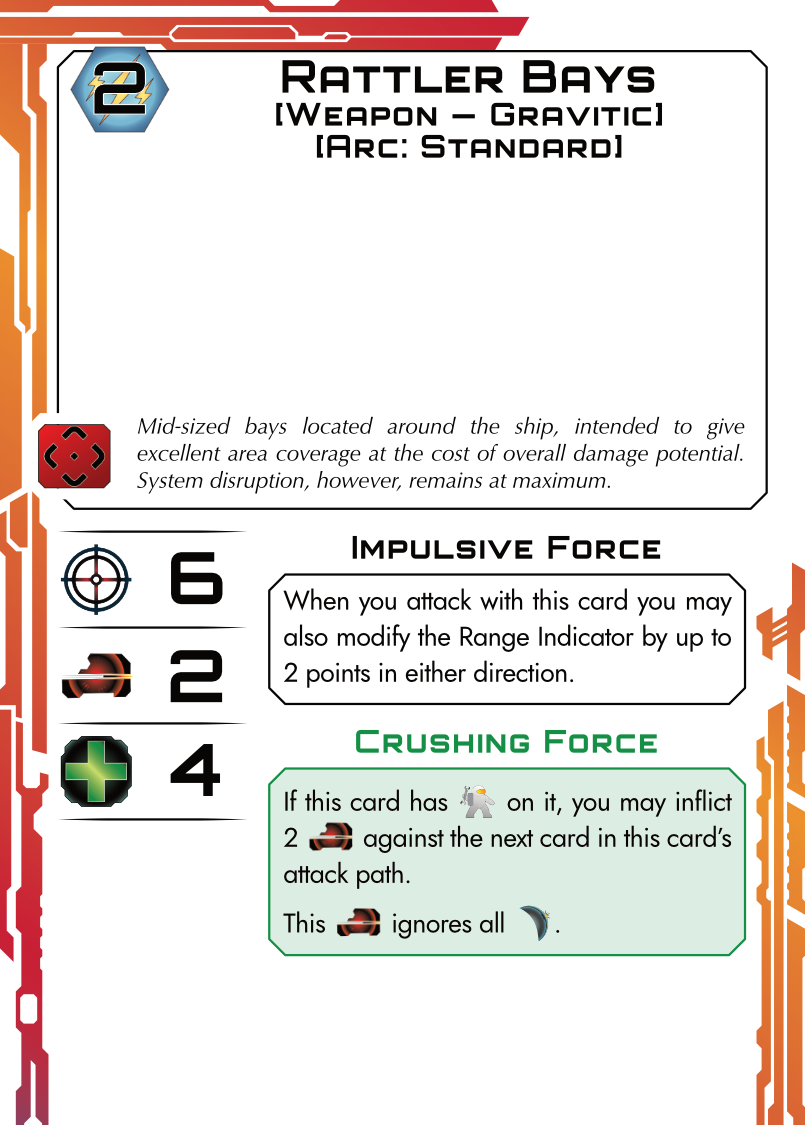 2
Rattler Bays
[Weapon – Gravitic]
[Arc: Standard]
Mid-sized bays located around the ship, intended to give
excellent area coverage at the cost of overall damage potential.
System disruption, however, remains at maximum.
6
2
4
Impulsive Force
When you attack with this card you may
also modify the Range Indicator by up to
2 points in either direction.
Crushing Force
If this card has on it, you may inflict
2 against the next card in this card's
attack path.
This ignores all .